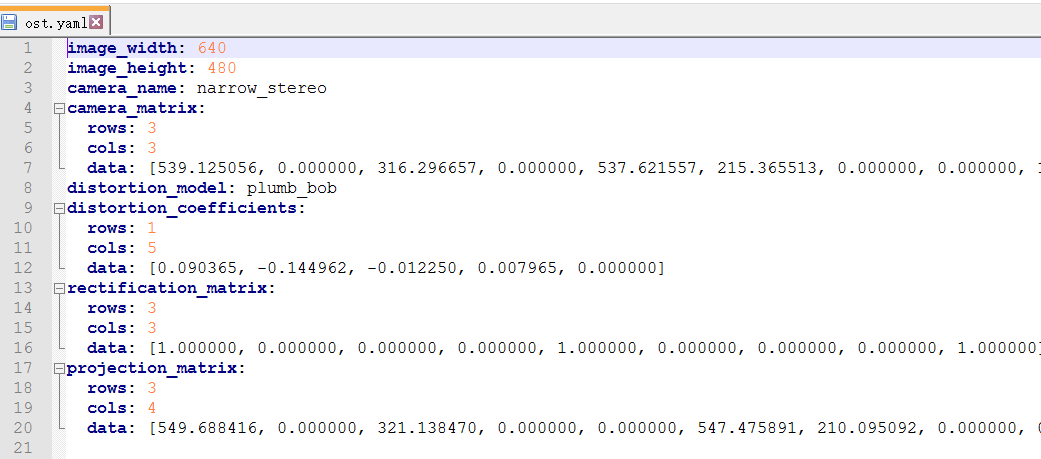 ost.yaml
1 image_width: 640
2 image_height: 480
3 camera_name: narrow_stereo
4 camera_matrix:
5 rows: 3
6 cols: 3
7 data: [539.125056, 0.000000, 316.296657, 0.000000, 537.621557, 215.365513, 0.000000, 0.000000,
8 distortion_model: plumb_bob
9 distortion_coefficients:
10 rows: 1
11 cols: 5
12 data: [0.090365, -0.144962, -0.012250, 0.007965, 0.000000]
13 rectification_matrix:
14 rows: 3
15 cols: 3
16 data: [1.000000, 0.000000, 0.000000, 0.000000, 1.000000, 0.000000, 0.000000, 0.000000, 1.000000]
17 projection_matrix:
18 rows: 3
19 cols: 4
20 data: [549.688416, 0.000000, 321.138470, 0.000000, 0.000000, 547.475891, 210.095092, 0.000000,
21